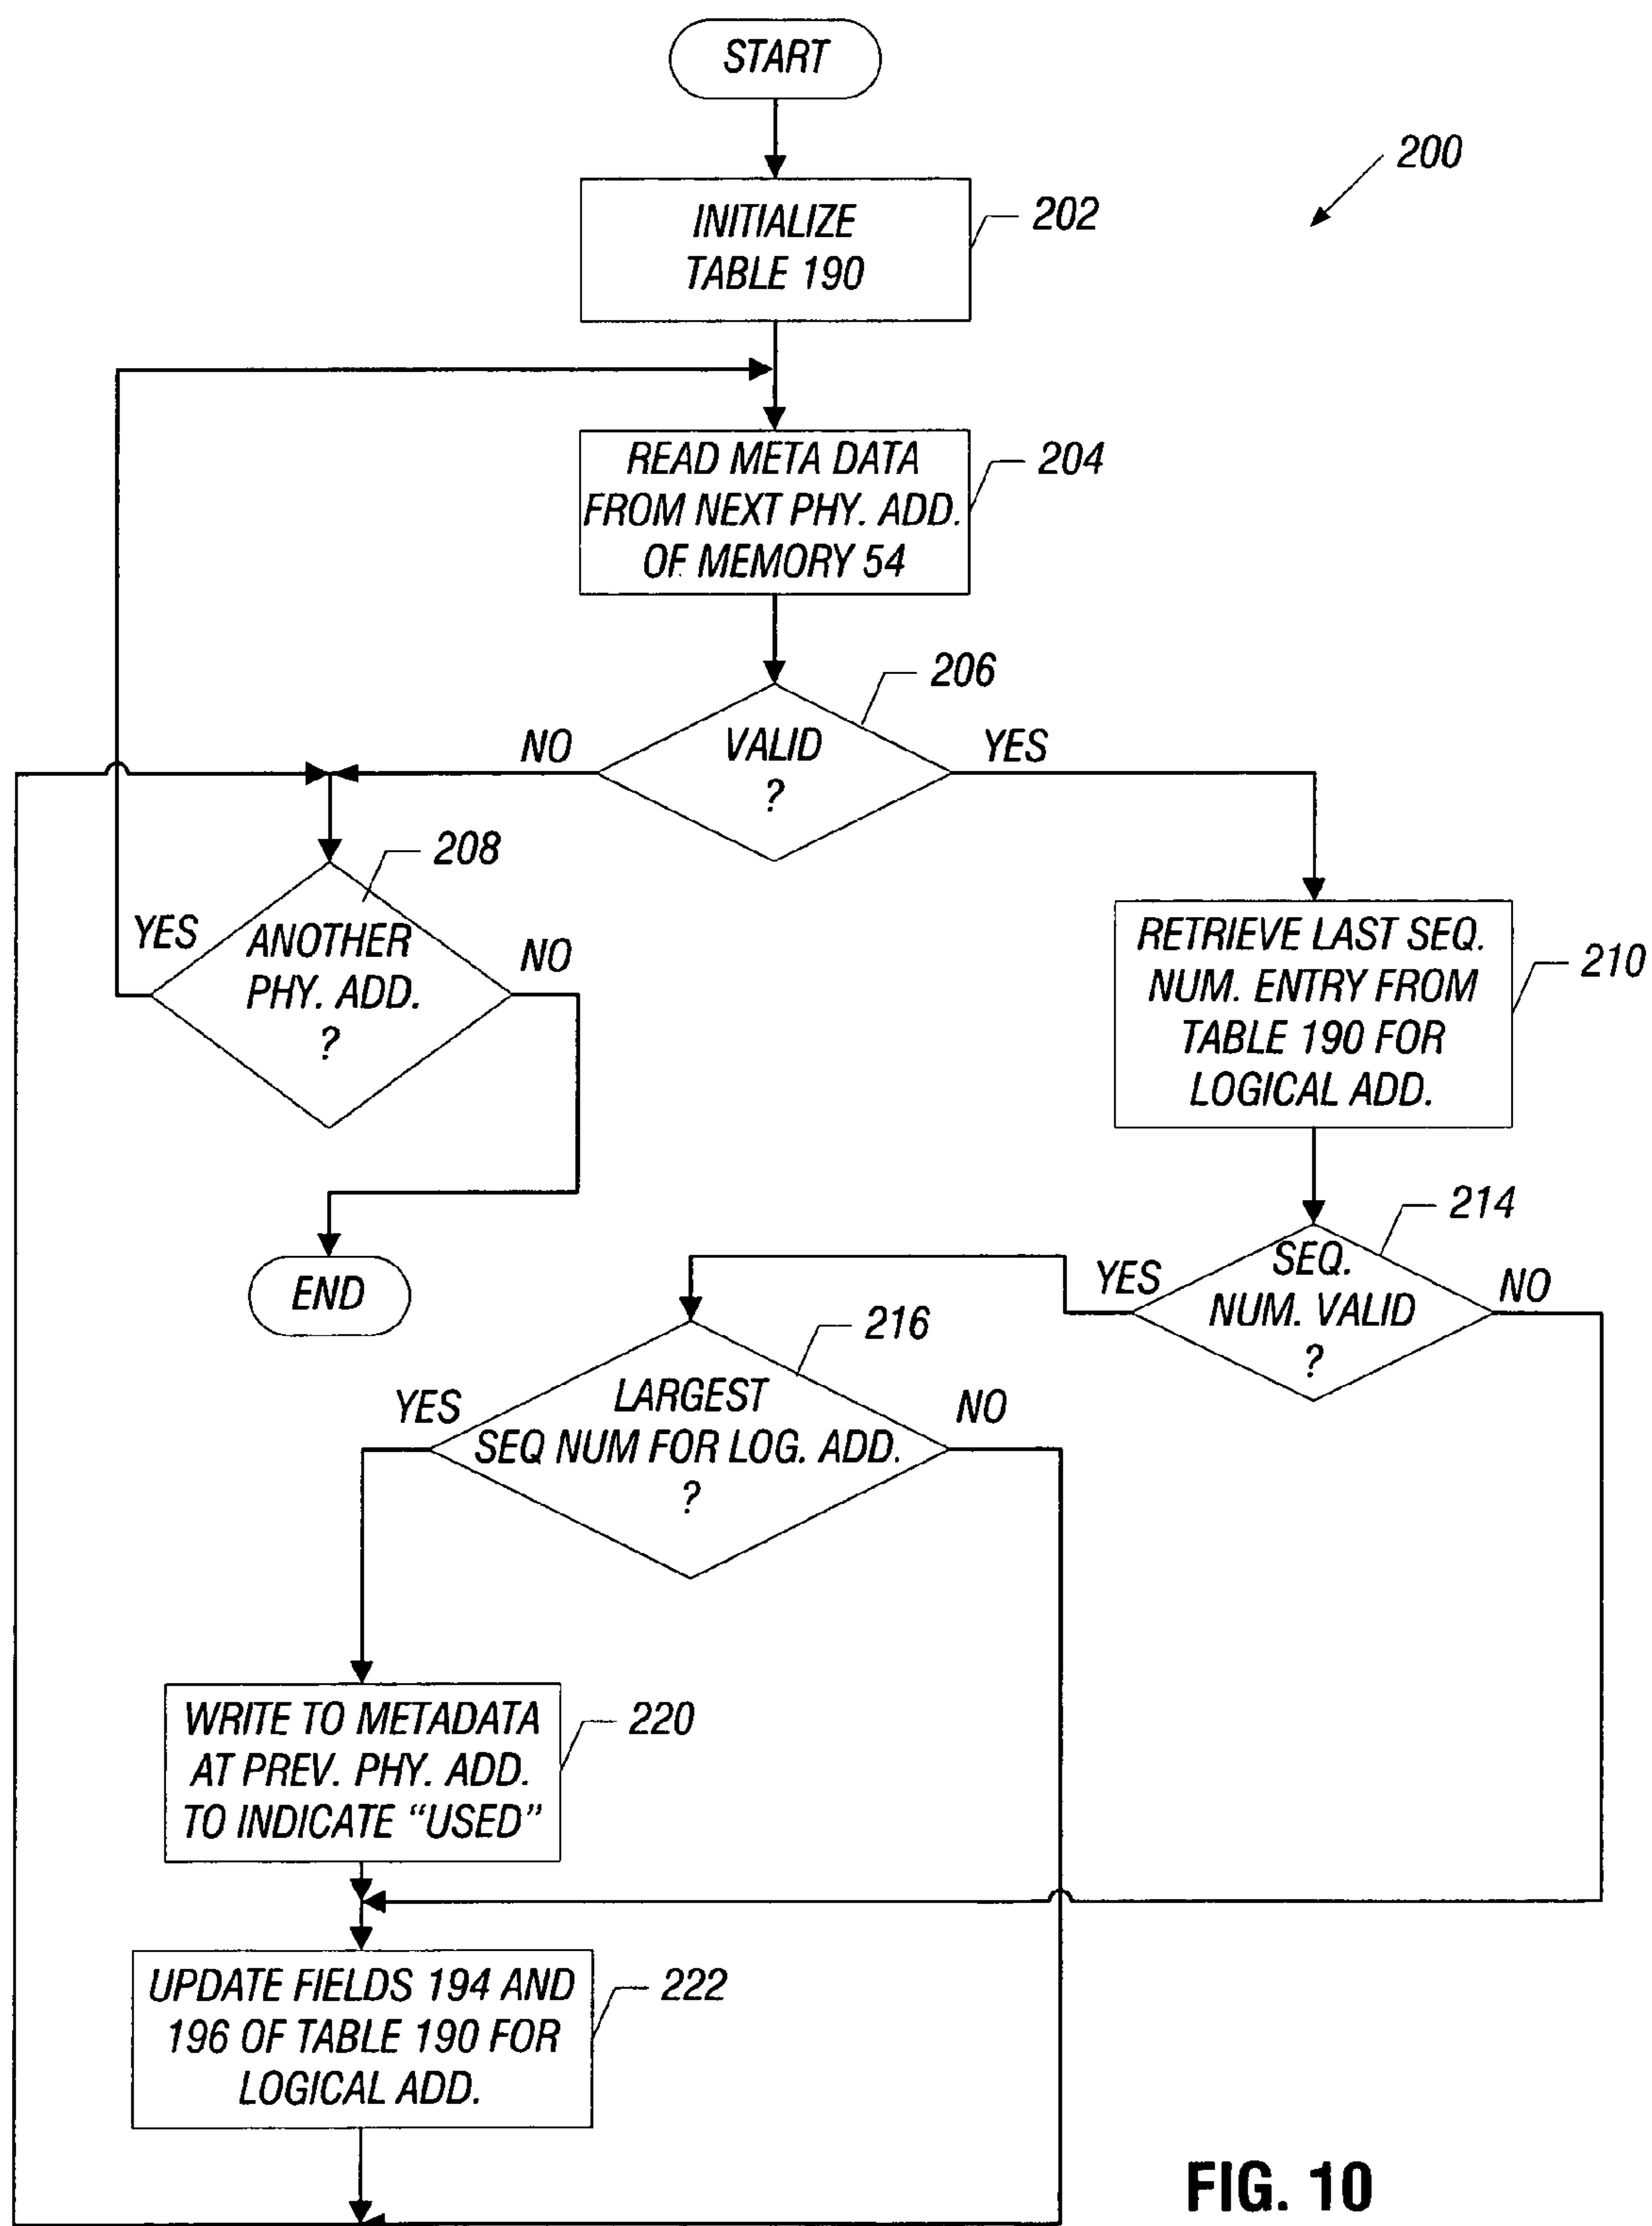 START
200
INITIALIZE
TABLE 190
202
READ META DATA
FROM NEXT PHY. ADD.
OF MEMORY 54
204
206
VALID
?
NO
YES
208
ANOTHER
PHY. ADD.
?
YES
NO
RETRIEVE LAST SEQ.
NUM. ENTRY FROM
TABLE 190 FOR
LOGICAL ADD.
210
END
214
SEQ.
NUM. VALID
?
YES
NO
216
LARGEST
SEQ NUM FOR LOG. ADD.
?
YES
NO
WRITE TO METADATA
AT PREV. PHY. ADD.
TO INDICATE “USED”
220
UPDATE FIELDS 194 AND
196 OF TABLE 190 FOR
LOGICAL ADD.
222
FIG. 10